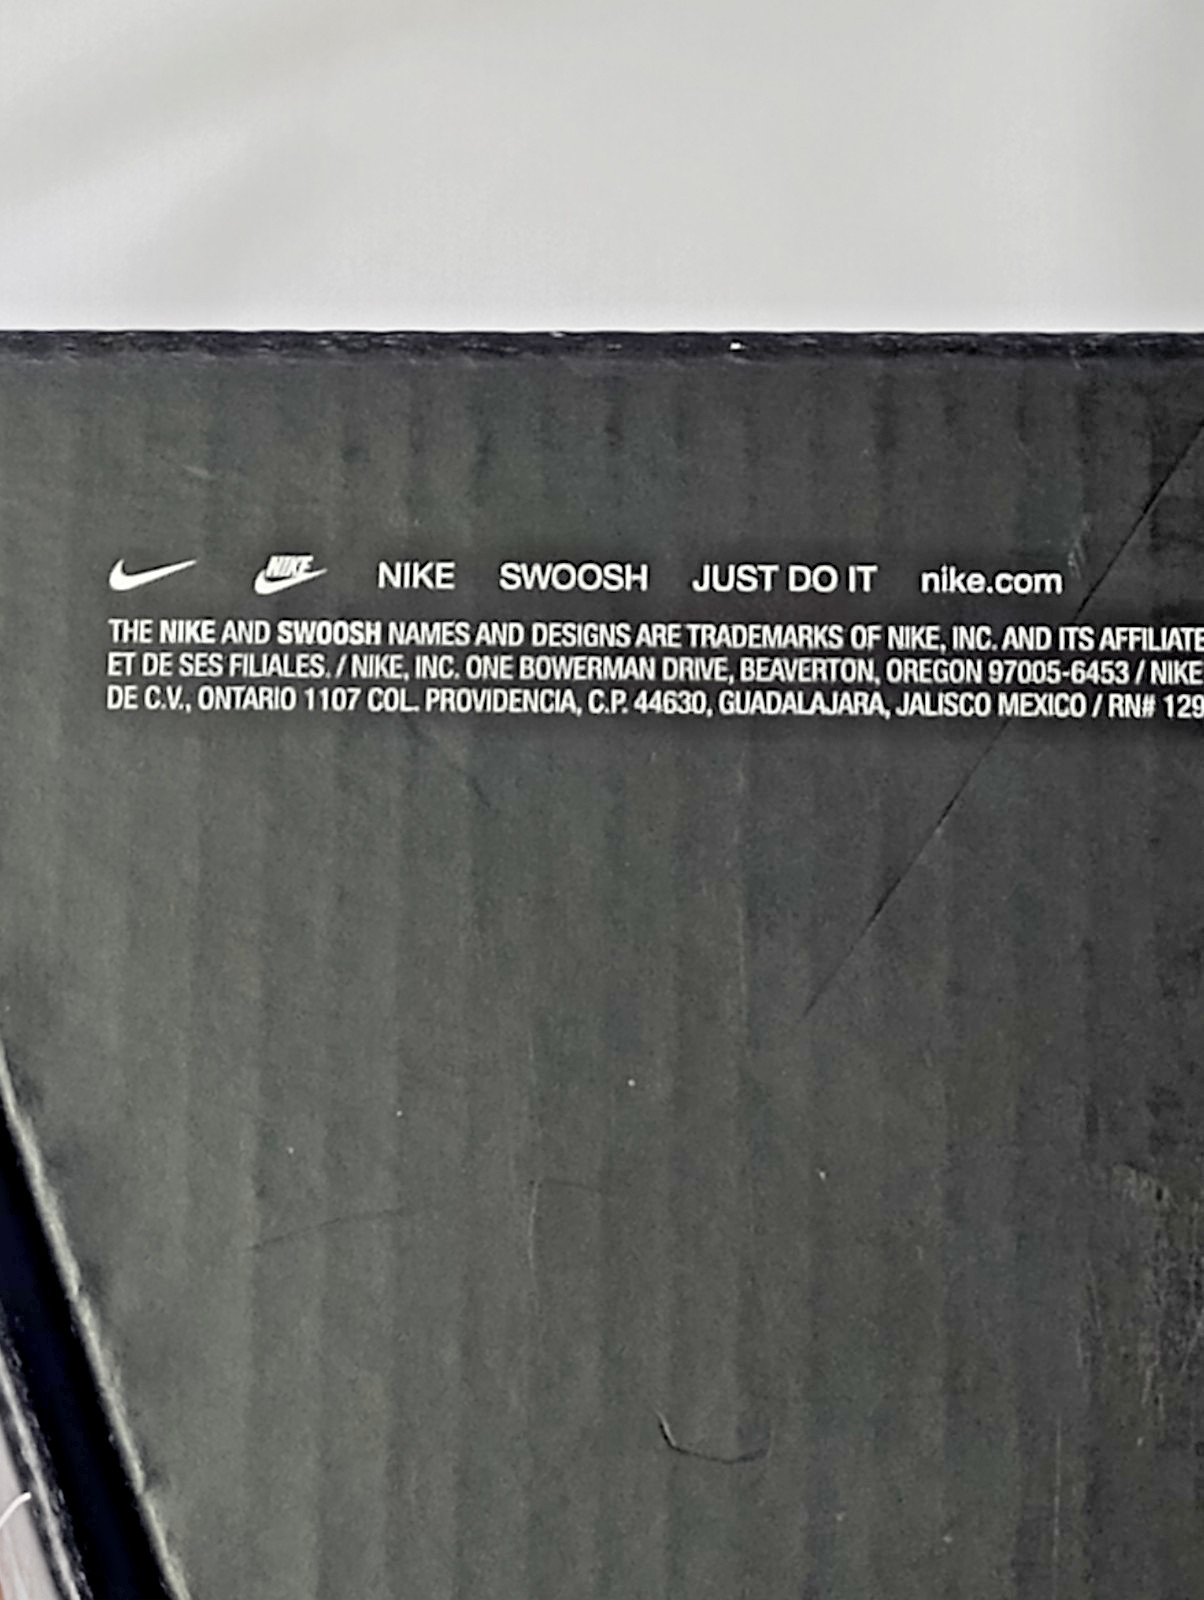 NIKE NIKE SWOOSH JUST DO IT nike.com
THE NIKE AND SWOOSH NAMES AND DESIGNS ARE TRADEMARKS OF NIKE, INC. AND ITS AFFILIATE
ET DE SES FILIALES. / NIKE, INC. ONE BOWERMAN DRIVE, BEAVERTON, OREGON 97005-6453 / NIKE
DE C.V., ONTARIO 1107 COL. PROVIDENCIA, C.P. 44630, GUADALAJARA, JALISCO MEXICO / RN# 129